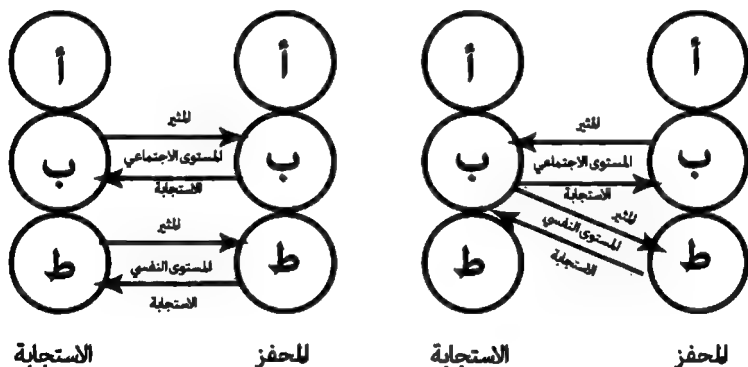 أ
أ
المثير
ب
المستوى الاجتماعي
ب
الاستجابة
المثير
ط
المستوى النفسي
ط
الاستجابة
الاستجابة
المحفز
أ
أ
المثير
ب
المستوى الاجتماعي
ب
الاستجابة
المثير
المستوى النفسي
ط
ط
الاستجابة
الاستجابة
المحفز